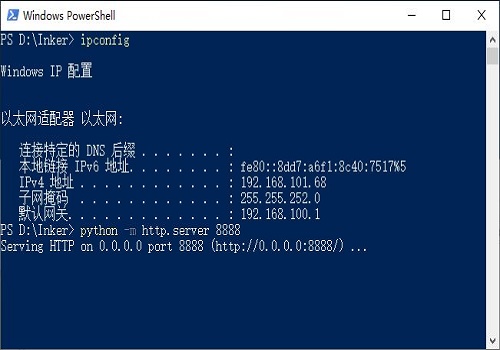 Windows PowerShell
PS D:\Inker> ipconfig
Windows IP 配置
以太网适配器 以太网:
连接特定的 DNS 后缀 . . . . . . . :
本地链接 IPv6 地址. . . . . . . . : fe80::8dd7:a6f1:8c40:7517%5
IPv4 地址 . . . . . . . . . . . . : 192.168.101.68
子网掩码 . . . . . . . . . . . . : 255.255.252.0
默认网关. . . . . . . . . . . . . : 192.168.100.1
PS D:\Inker> python -m http.server 8888
Serving HTTP on 0.0.0.0 port 8888 (http://0.0.0.0:8888/) ...